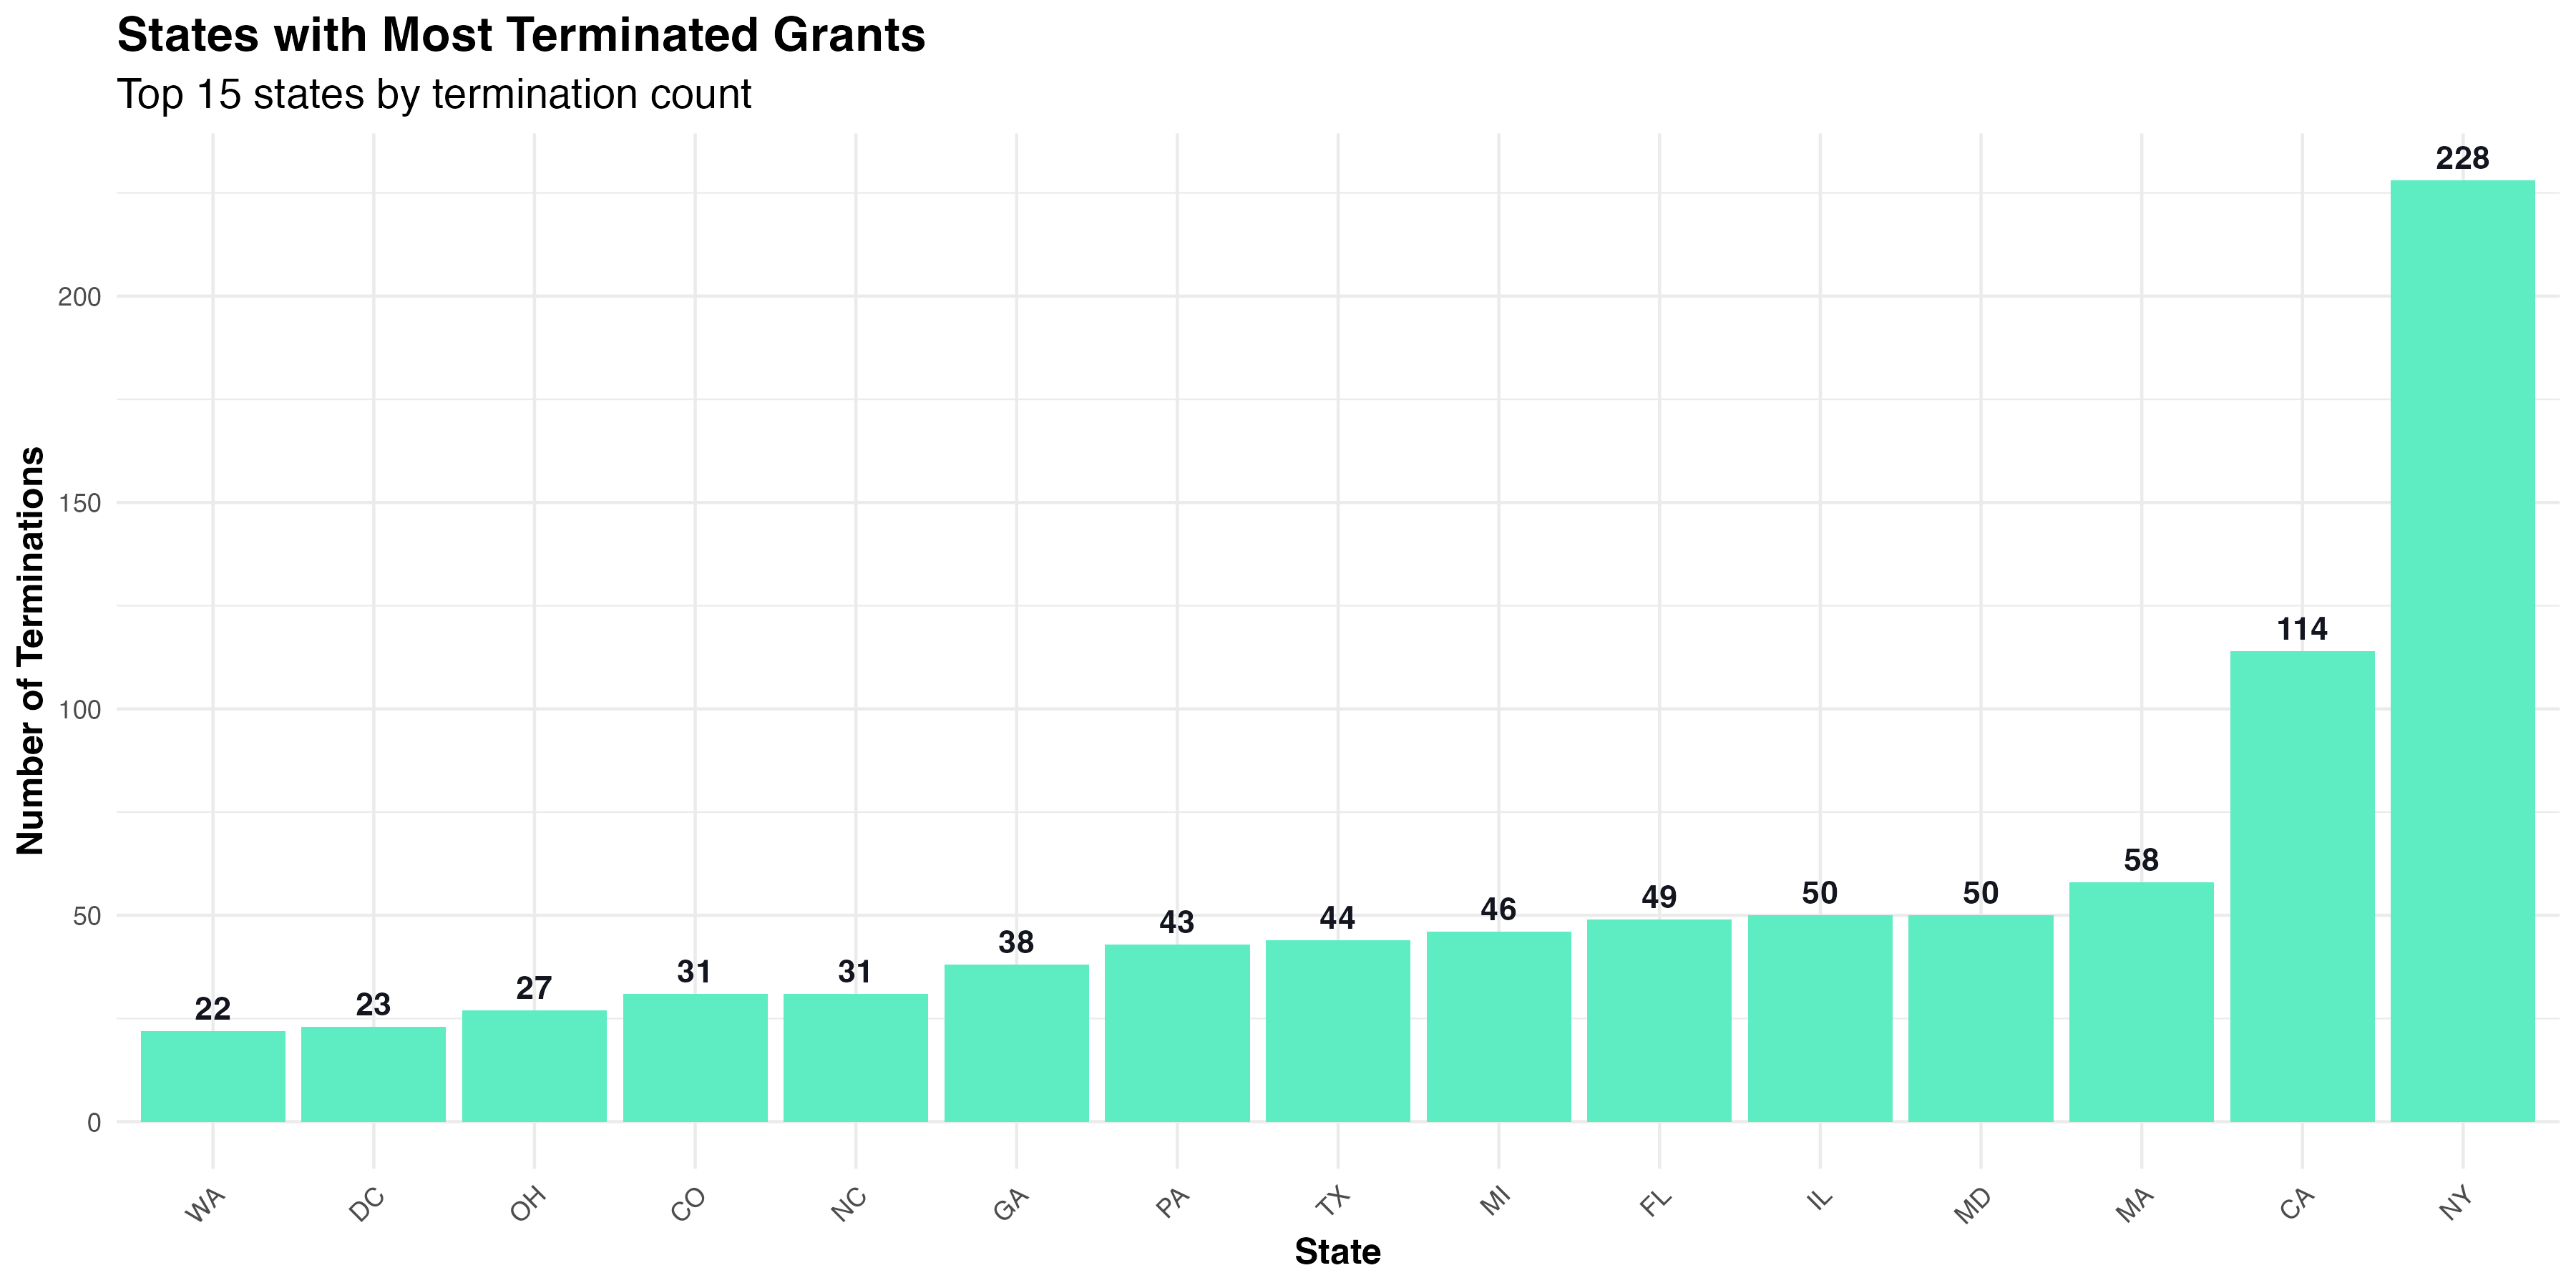 States with Most Terminated Grants
Top 15 states by termination count
Number of Terminations
200
150
100
50
0
22
23
27
31
31
38
43
44
46
49
50
50
58
114
228
WA
DC
OH
CO
NC
GA
PA
TX
MI
FL
IL
MD
MA
CA
NY
State